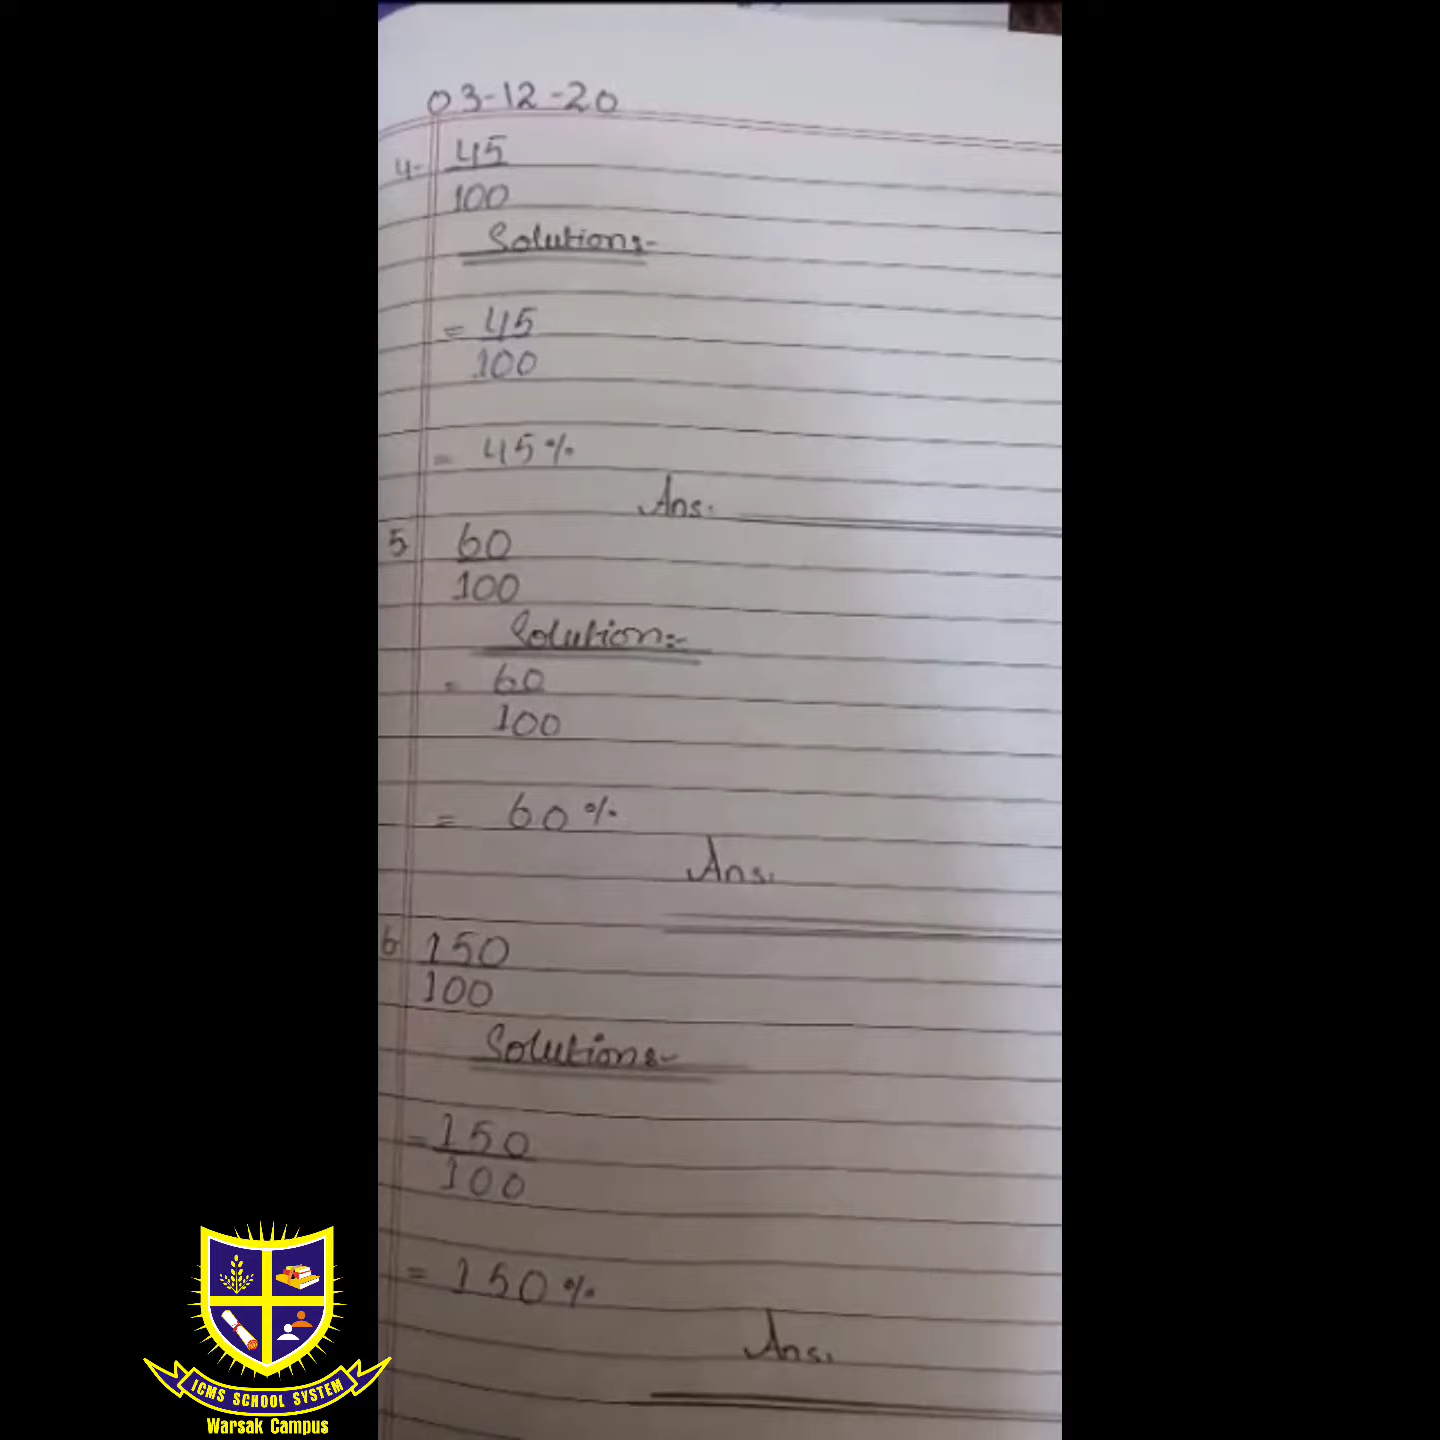 03-12-20
4- 45
100
Solution:-
= 45
100
= 45%
Ans.
5 60
100
Solution:-
= 60
100
= 60%
Ans.
6 150
100
Solution:-
= 150
100
= 150%
Ans.
ICMS SCHOOL SYSTEM
Warsak Campus